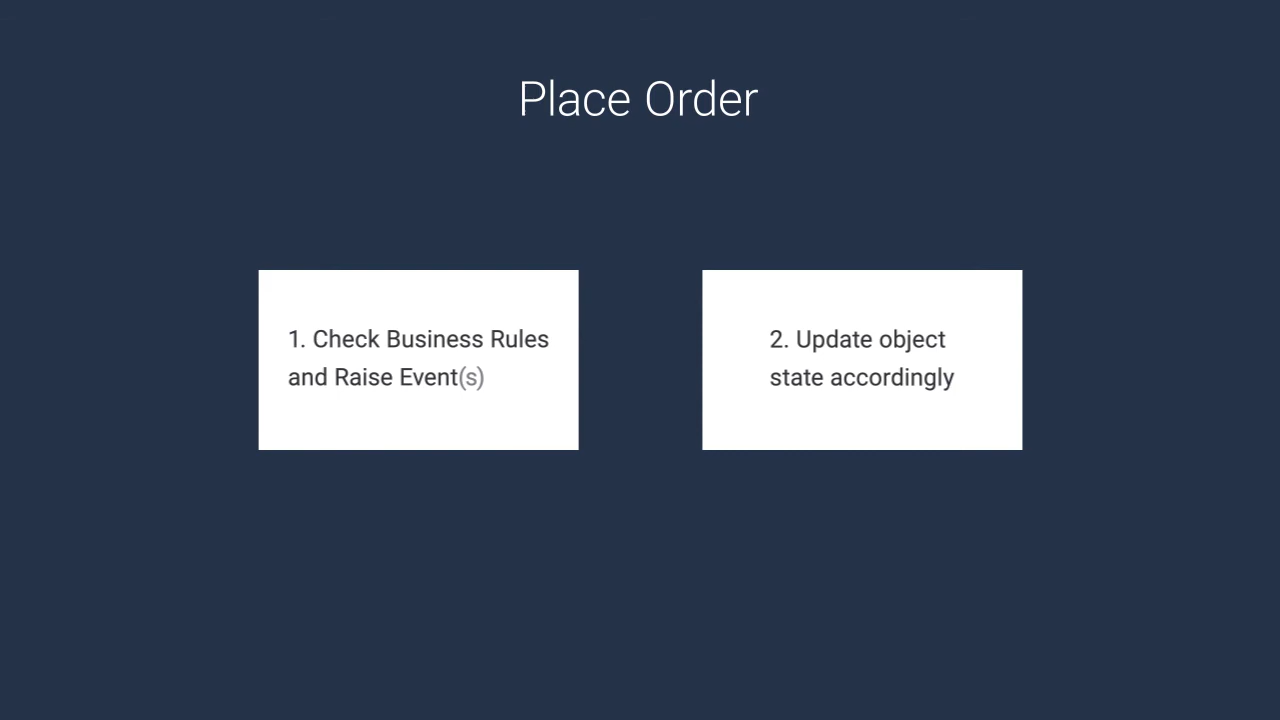 Place Order
1. Check Business Rules
and Raise Event(s)
2. Update object
state accordingly